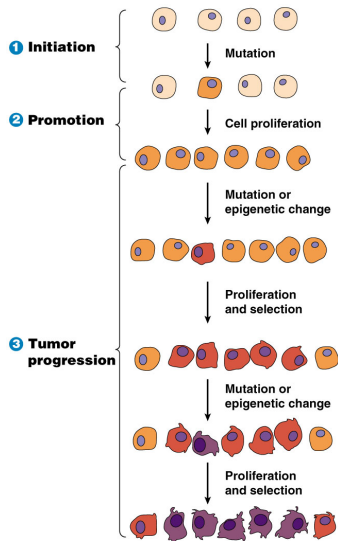 1 Initiation
Mutation
2 Promotion
Cell proliferation
Mutation or
epigenetic change
Proliferation
and selection
3 Tumor
progression
Mutation or
epigenetic change
Proliferation
and selection